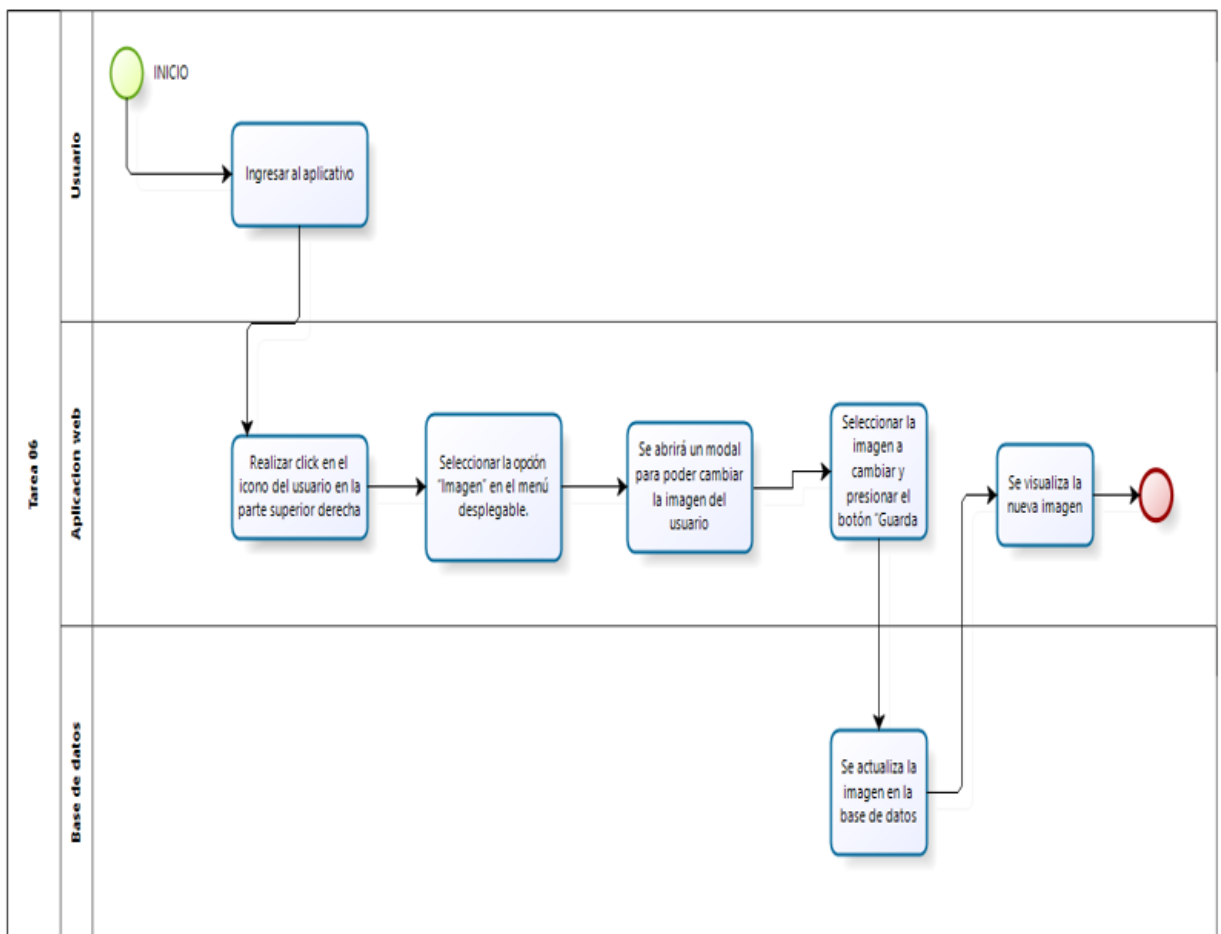 Tarea 06
Usuario
INICIO
Ingresar al aplicativo
Aplicacion web
Realizar click en el
icono del usuario en la
parte superior derecha
Seleccionar la opción
"Imagen" en el menú
desplegable.
Se abrirá un modal
para poder cambiar
la imagen del
usuario
Seleccionar la
imagen a
cambiar y
presionar el
botón "Guarda
Se visualiza la
nueva imagen
Base de datos
Se actualiza la
imagen en la
base de datos